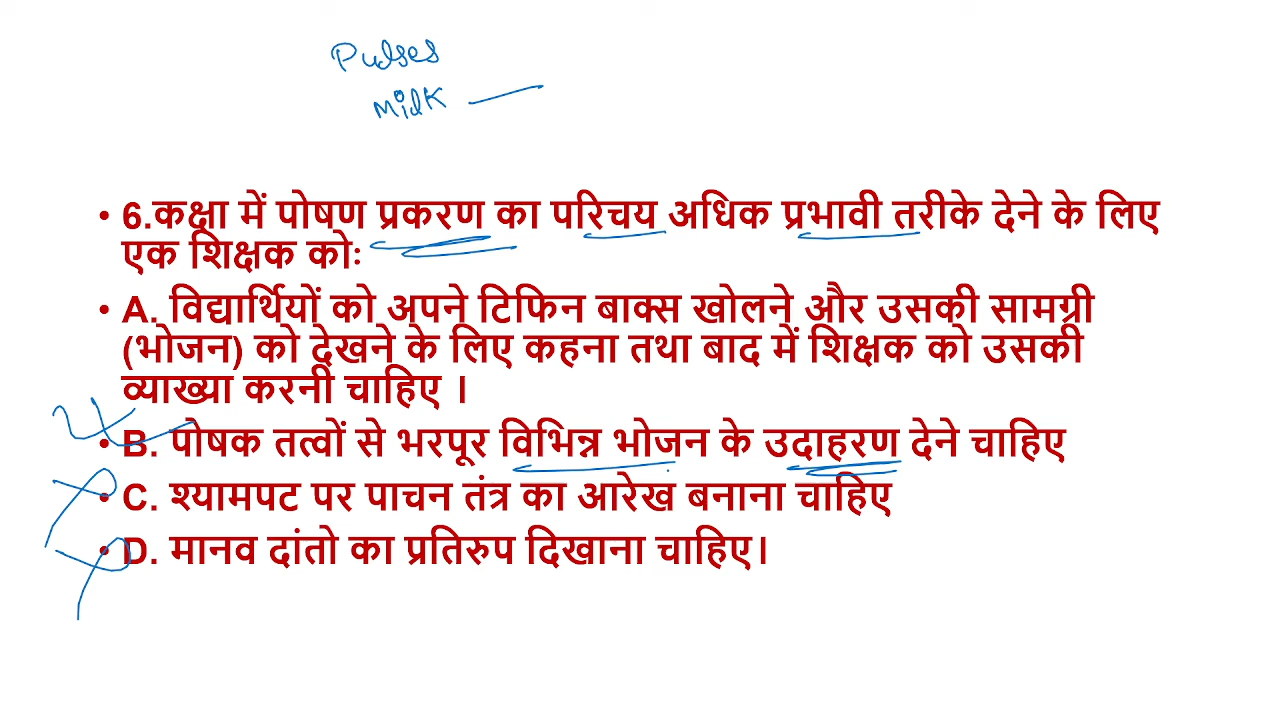 Pulses
Milk
• 6.कक्षा में पोषण प्रकरण का परिचय अधिक प्रभावी तरीके देने के लिए
एक शिक्षक को:
• A. विद्यार्थियों को अपने टिफिन बाक्स खोलने और उसकी सामग्री
(भोजन) को देखने के लिए कहना तथा बाद में शिक्षक को उसकी
व्याख्या करनी चाहिए ।
• B. पोषक तत्वों से भरपूर विभिन्न भोजन के उदाहरण देने चाहिए
• C. श्यामपट पर पाचन तंत्र का आरेख बनाना चाहिए
• D. मानव दांतो का प्रतिरुप दिखाना चाहिए।